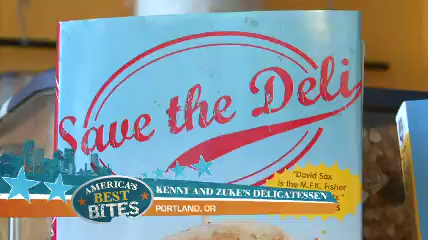 Save the Deli
"David Sax
is the M.F.K. Fisher
AMERICA'S
BEST
BITES
KENNY AND ZUKE'S DELICATESSEN
PORTLAND, OR